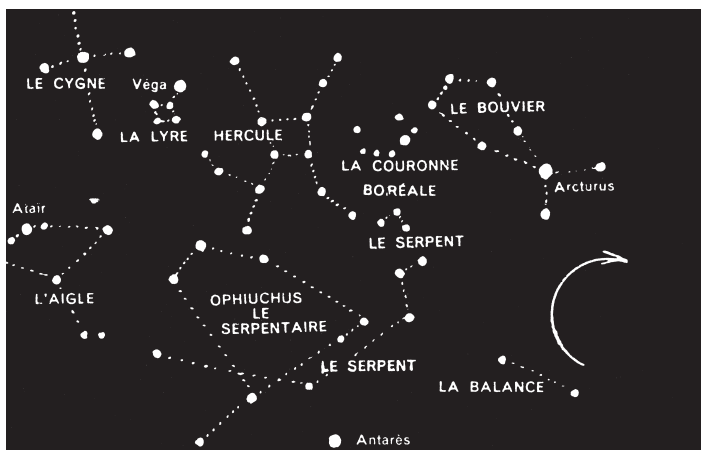 LE CYGNE
Véga
LA LYRE
HERCULE
LE BOUVIER
LA COURONNE
BORÉALE
Arcturus
Ataïr
LE SERPENT
L'AIGLE
OPHIUCHUS
LE
SERPENTAIRE
LE SERPENT
LA BALANCE
Antarès